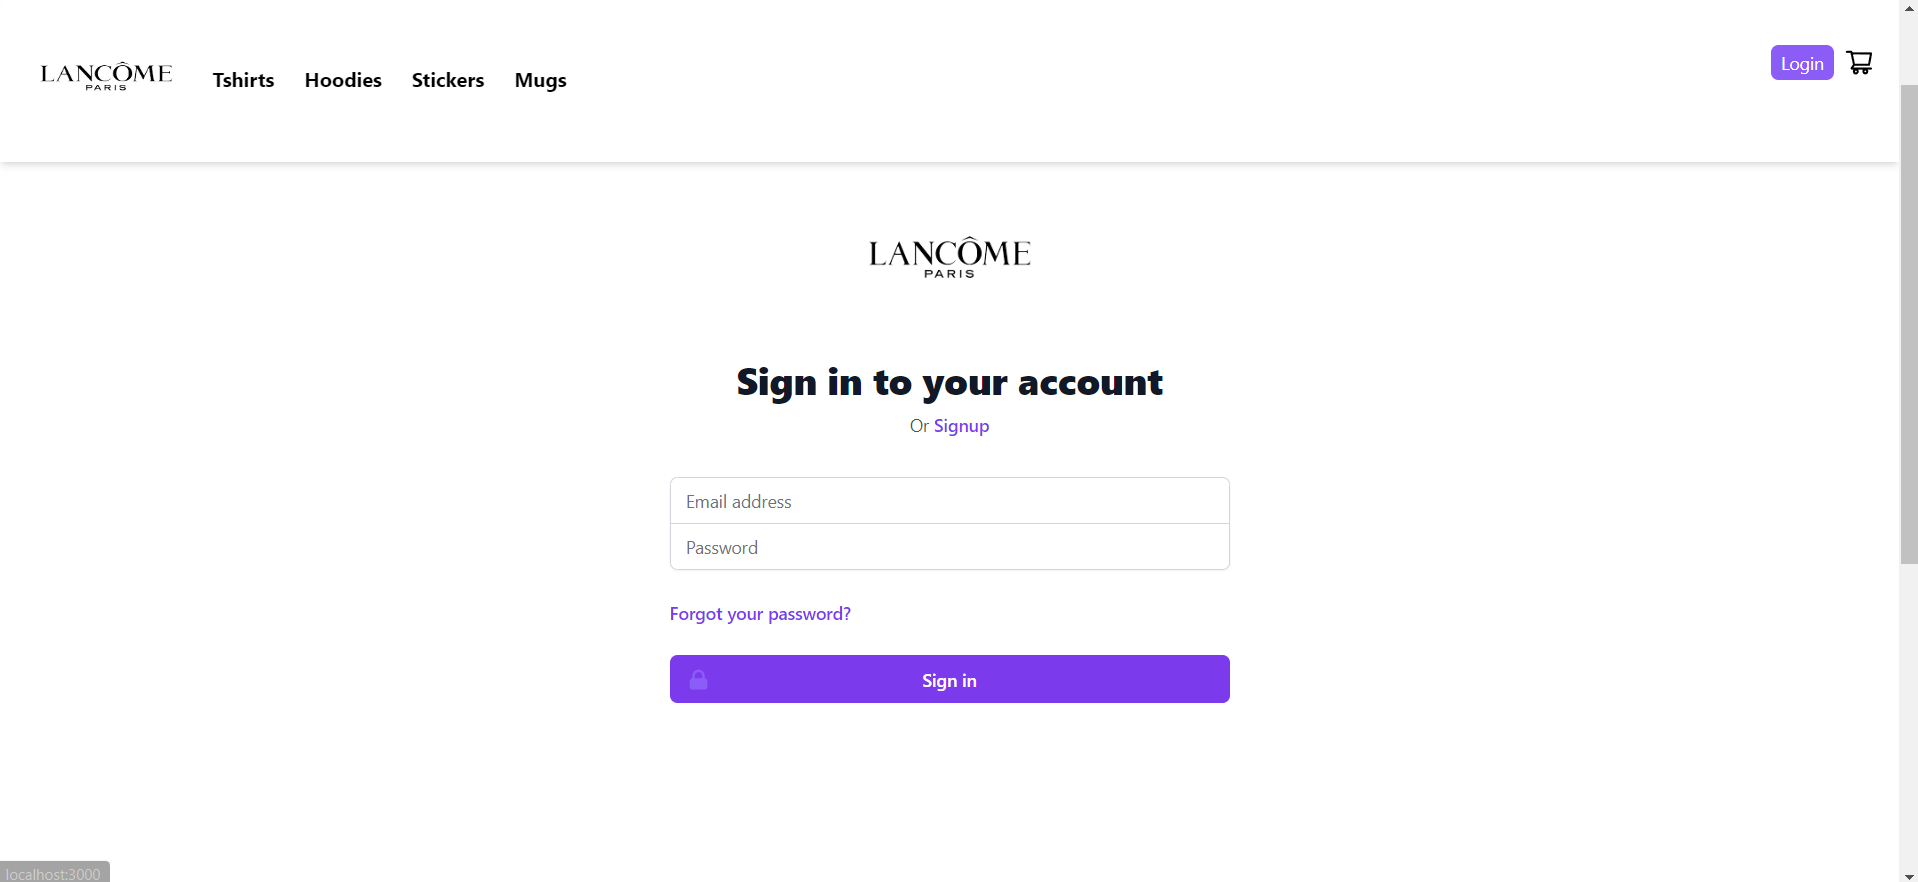 LANCÔME
PARIS
Tshirts Hoodies Stickers Mugs
Login
LANCÔME
PARIS
Sign in to your account
Or Signup
Email address
Password
Forgot your password?
Sign in
localhost:3000